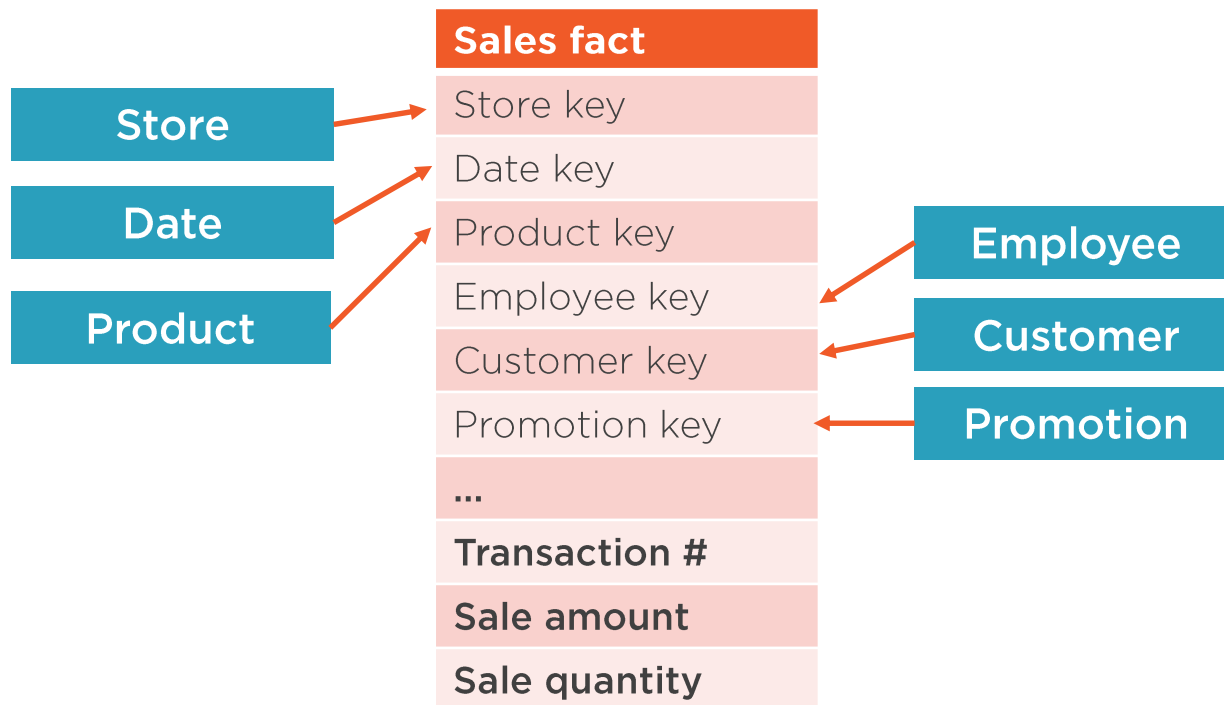 Sales fact
Store
Date
Product
Store key
Date key
Product key
Employee key
Customer key
Promotion key
...
Transaction #
Sale amount
Sale quantity
Employee
Customer
Promotion